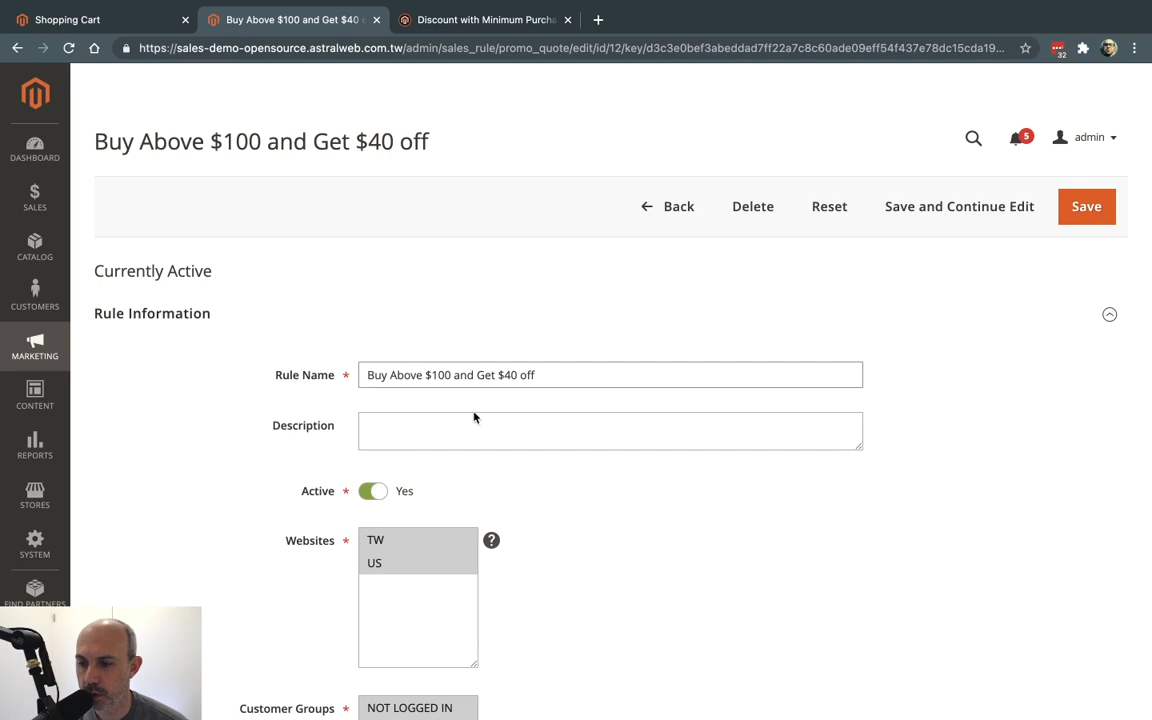 Shopping Cart
Buy Above $100 and Get $40 o
Discount with Minimum Purcha
https://sales-demo-opensource.astralweb.com.tw/admin/sales_rule/promo_quote/edit/id/12/key/d3c3e0bef3abeddad7ff22a7c8c60ade09eff54f437e78dc15cda19...
32
Buy Above $100 and Get $40 off
5
admin
DASHBOARD
SALES
CATALOG
CUSTOMERS
MARKETING
CONTENT
REPORTS
STORES
SYSTEM
FIND PARTNERS
Back
Delete
Reset
Save and Continue Edit
Save
Currently Active
Rule Information
Rule Name * Buy Above $100 and Get $40 off
Description
Active * Yes
Websites * TW ?
US
Customer Groups * NOT LOGGED IN